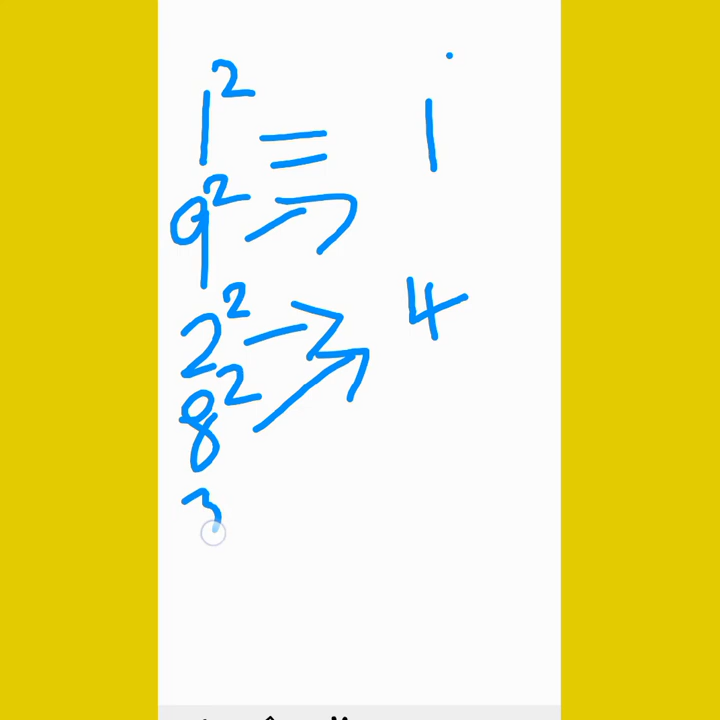 1² = 1
9² →
2² → 4
8² →
3